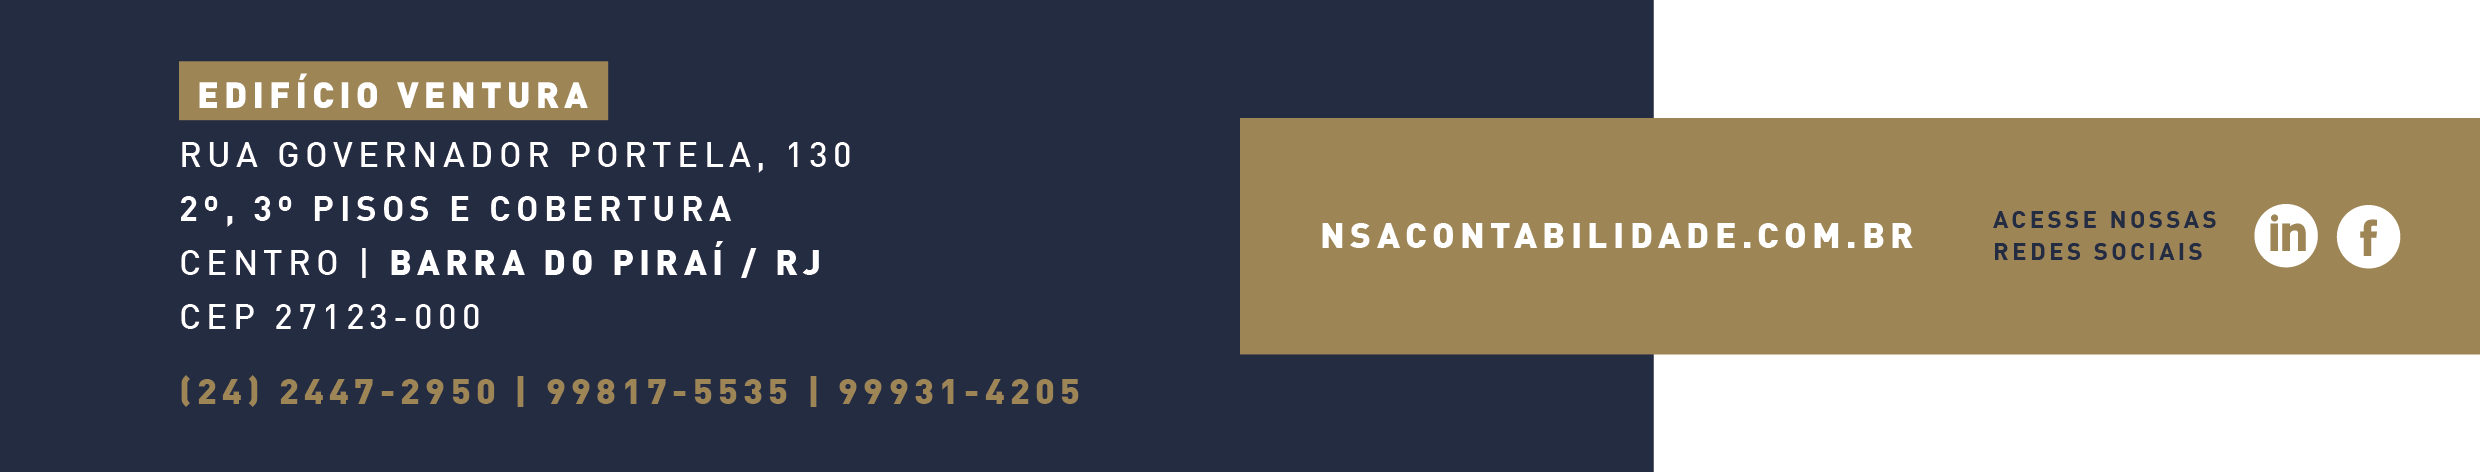 EDIFÍCIO VENTURA
RUA GOVERNADOR PORTELA, 130
2º, 3º PISOS E COBERTURA
CENTRO | BARRA DO PIRAÍ / RJ
CEP 27123-000
(24) 2447-2950 | 99817-5535 | 99931-4205
NSACONTABILIDADE.COM.BR
ACESSE NOSSAS
REDES SOCIAIS
in f